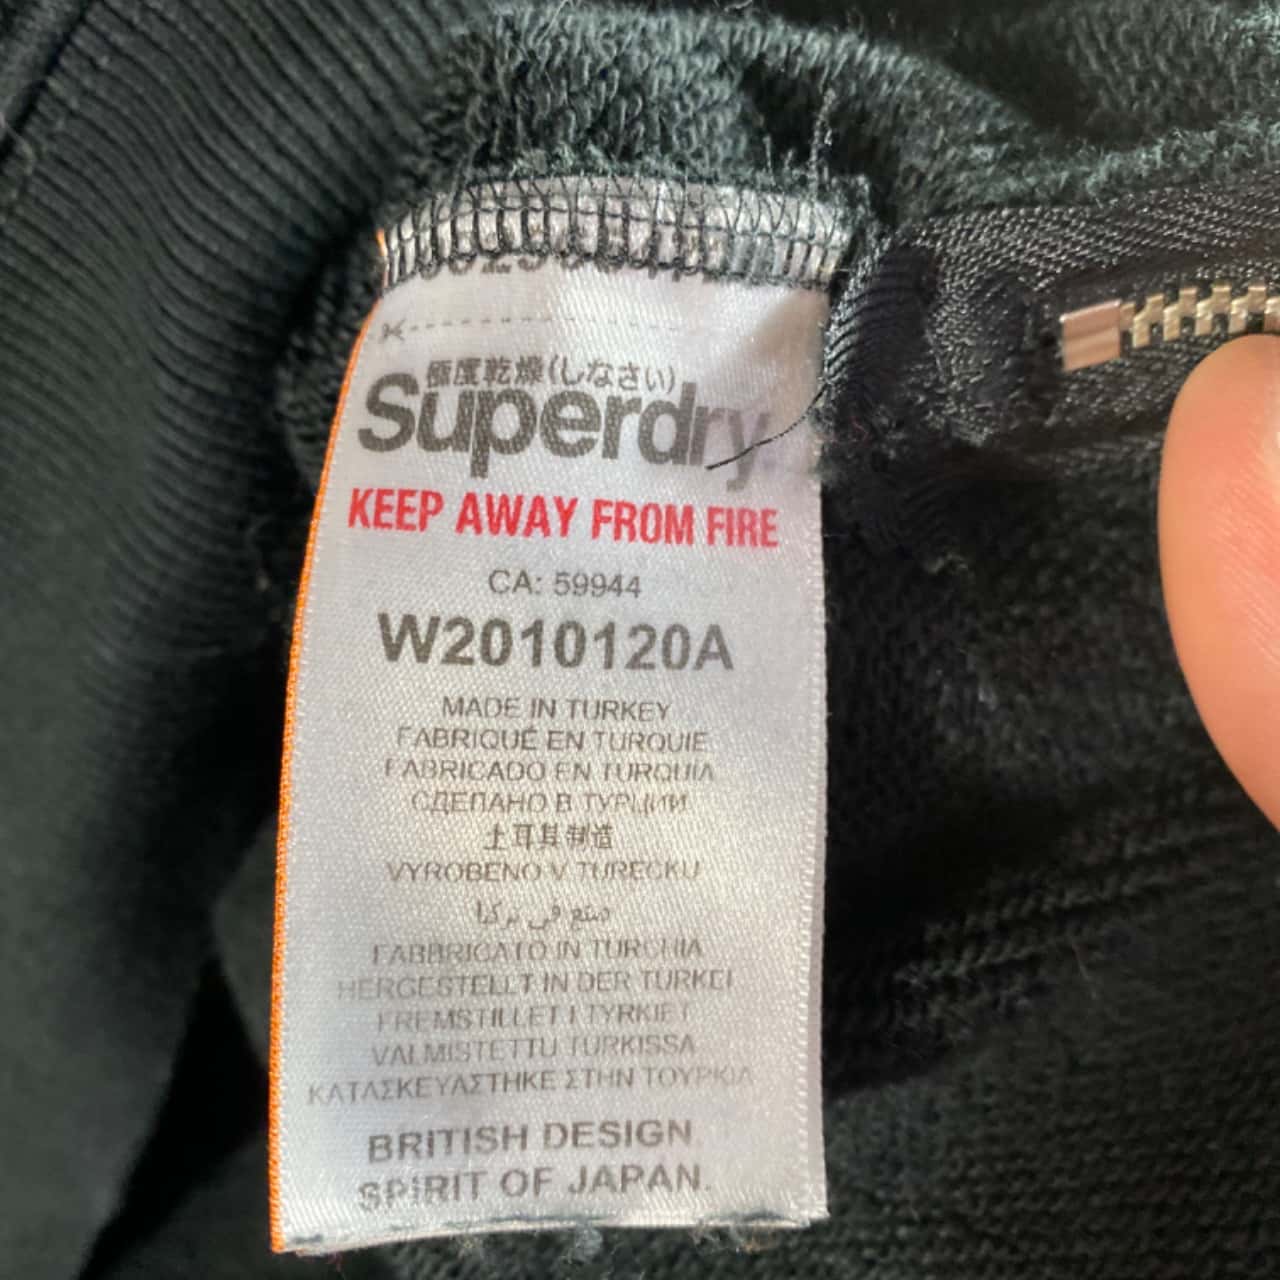 極度乾燥(しなさい)
Superdry.
KEEP AWAY FROM FIRE
CA: 59944
W2010120A
MADE IN TURKEY
FABRIQUÉ EN TURQUIE
FABRICADO EN TURQUIA
СДЕЛАНО В ТУРЦИИ
土耳其制造
VYROBENO V TURECKU
صنع في تركيا
FABBRICATO IN TURCHIA
HERGESTELLT IN DER TURKEI
FREMSTILLET I TYRKIET
VALMISTETTU TURKISSA
ΚΑΤΑΣΚΕΥΑΣΤΗΚΕ ΣΤΗΝ ΤΟΥΡΚΙΑ
BRITISH DESIGN
SPIRIT OF JAPAN.